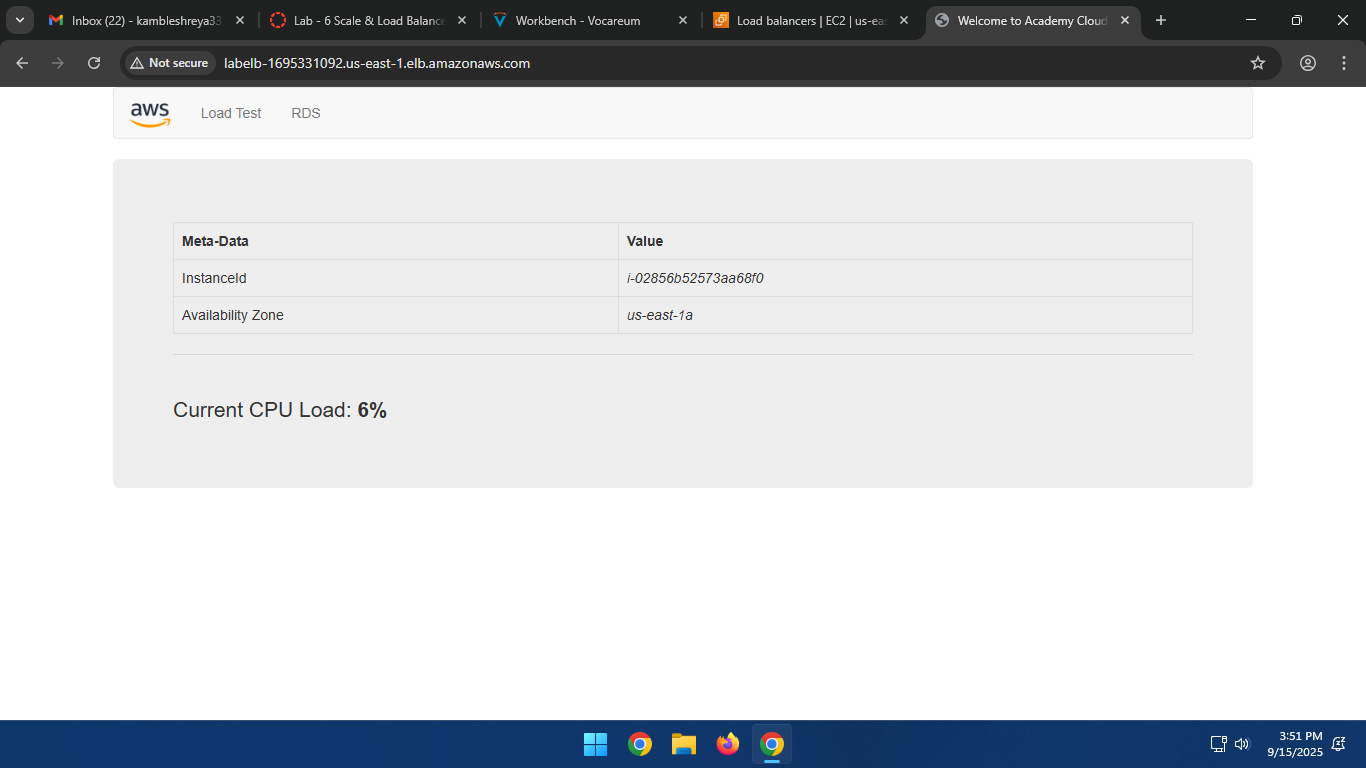 Inbox (22) - kambleshreya33
Lab - 6 Scale & Load Balance
Workbench - Vocareum
Load balancers | EC2 | us-eas
Welcome to Academy Cloud
Not secure
labelb-1695331092.us-east-1.elb.amazonaws.com
aws
Load Test
RDS
Meta-Data Value
InstanceId i-02856b52573aa68f0
Availability Zone us-east-1a
Current CPU Load: 6%
3:51 PM
9/15/2025